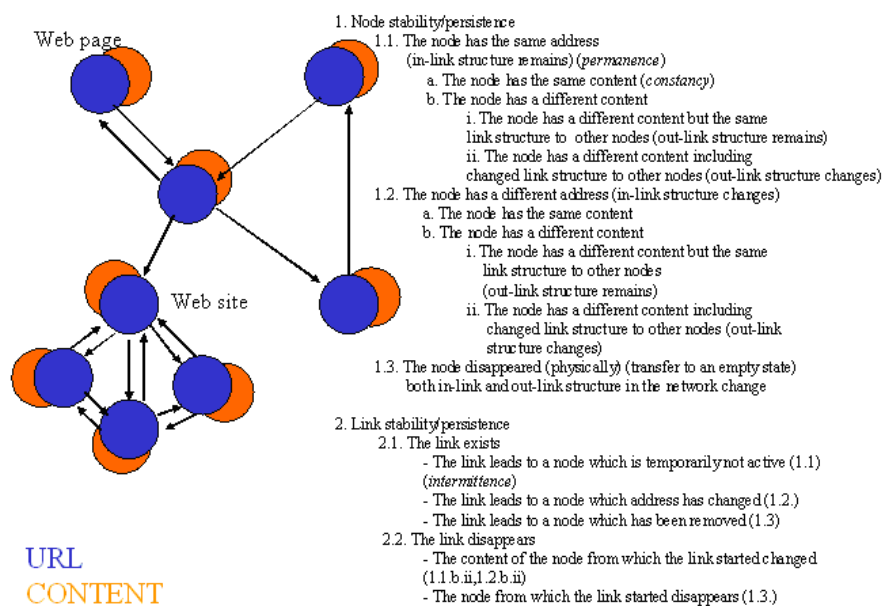 Web page
Web site
URL
CONTENT
1. Node stability/persistence
1.1. The node has the same address
(in-link structure remains) (permanence)
a. The node has the same content (constancy)
b. The node has a different content
i. The node has a different content but the same
link structure to other nodes (out-link structure remains)
ii. The node has a different content including
changed link structure to other nodes (out-link structure changes)
1.2. The node has a different address (in-link structure changes)
a. The node has the same content
b. The node has a different content
i. The node has a different content but the same
link structure to other nodes
(out-link structure remains)
ii. The node has a different content including
changed link structure to other nodes (out-link
structure changes)
1.3. The node disappeared (physically) (transfer to an empty state)
both in-link and out-link structure in the network change
2. Link stability/persistence
2.1. The link exists
- The link leads to a node which is temporarily not active (1.1)
(intermittence)
- The link leads to a node which address has changed (1.2.)
- The link leads to a node which has been removed (1.3)
2.2. The link disappears
- The content of the node from which the link started changed
(1.1.b.ii,1.2.b.ii)
- The node from which the link started disappears (1.3.)